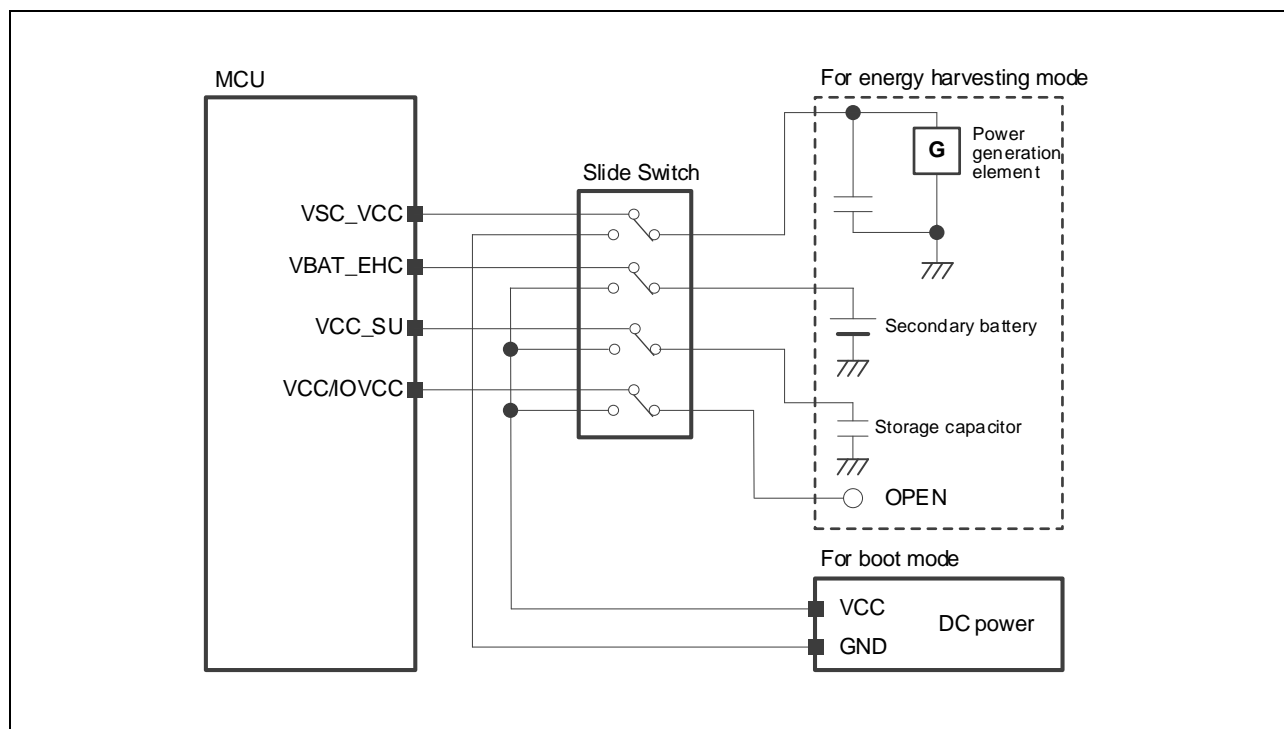 MCU
For energy harvesting mode
G
Power
generation
element
Slide Switch
VSC_VCC
VBAT_EHC
VCC_SU
Secondary battery
VCC/IOVCC
Storage capacitor
OPEN
For boot mode
VCC
DC power
GND